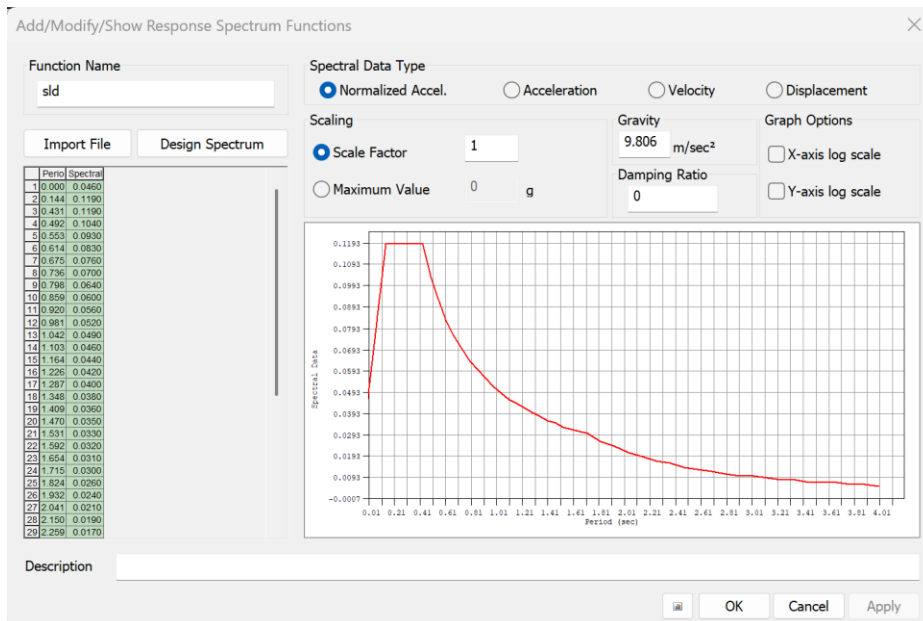 Add/Modify/Show Response Spectrum Functions
Function Name
sld
Import File
Design Spectrum
Perio Spectral
1 0.000 0.0460
2 0.144 0.1190
3 0.431 0.1190
4 0.492 0.1040
5 0.553 0.0930
6 0.614 0.0830
7 0.675 0.0760
8 0.736 0.0700
9 0.798 0.0640
10 0.859 0.0600
11 0.920 0.0560
12 0.981 0.0520
13 1.042 0.0490
14 1.103 0.0460
15 1.164 0.0440
16 1.226 0.0420
17 1.287 0.0400
18 1.348 0.0380
19 1.409 0.0360
20 1.470 0.0350
21 1.531 0.0330
22 1.592 0.0320
23 1.654 0.0310
24 1.715 0.0300
25 1.824 0.0260
26 1.932 0.0240
27 2.041 0.0210
28 2.150 0.0190
29 2.259 0.0170
Spectral Data Type
Normalized Accel.
Acceleration
Velocity
Displacement
Scaling
Scale Factor
1
Maximum Value
0
g
Gravity
9.806 m/sec²
Damping Ratio
0
Graph Options
X-axis log scale
Y-axis log scale
0.1193
0.1093
0.0993
0.0893
0.0793
0.0693
0.0593
0.0493
0.0393
0.0293
0.0193
0.0093
-0.0007
Spectral Data
0.01 0.21 0.41 0.61 0.81 1.01 1.21 1.41 1.61 1.81 2.01 2.21 2.41 2.61 2.81 3.01 3.21 3.41 3.61 3.81 4.01
Period (sec)
Description
OK
Cancel
Apply